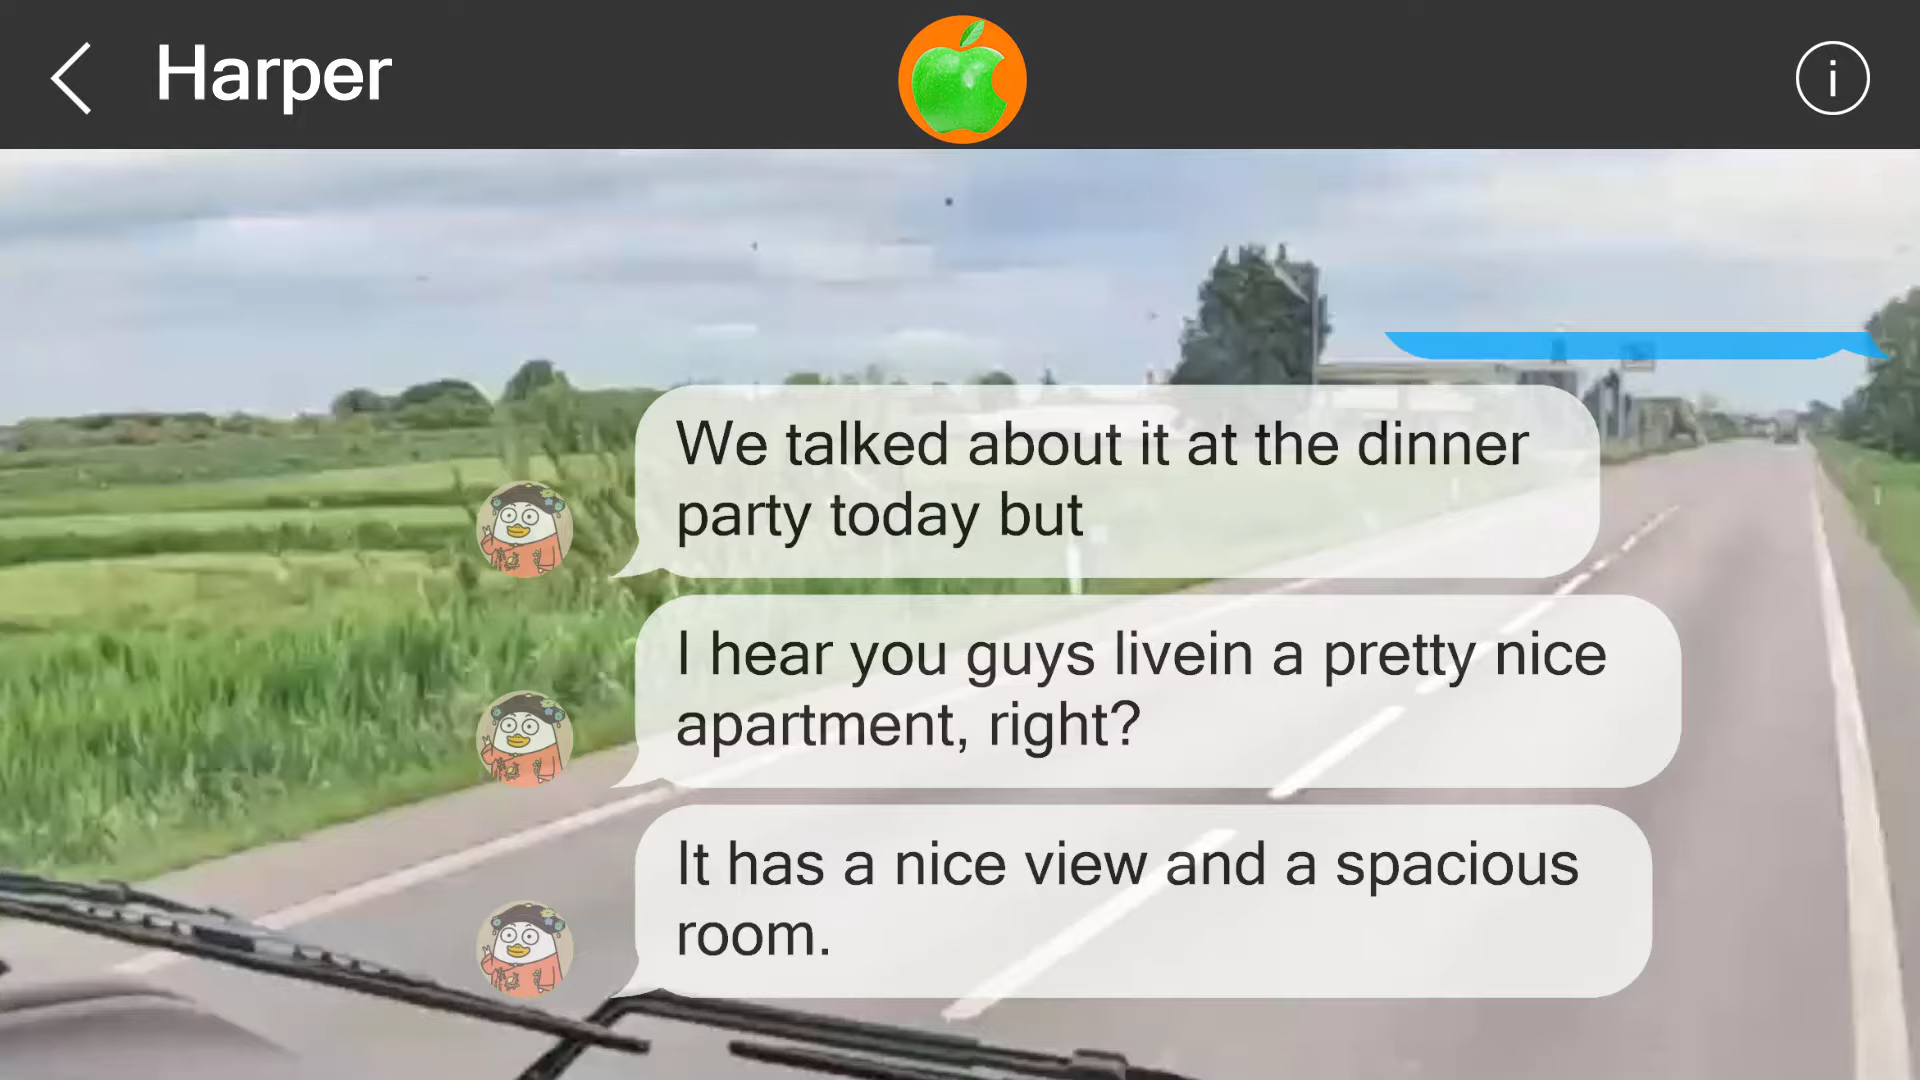 Harper
We talked about it at the dinner
party today but
I hear you guys livein a pretty nice
apartment, right?
It has a nice view and a spacious
room.